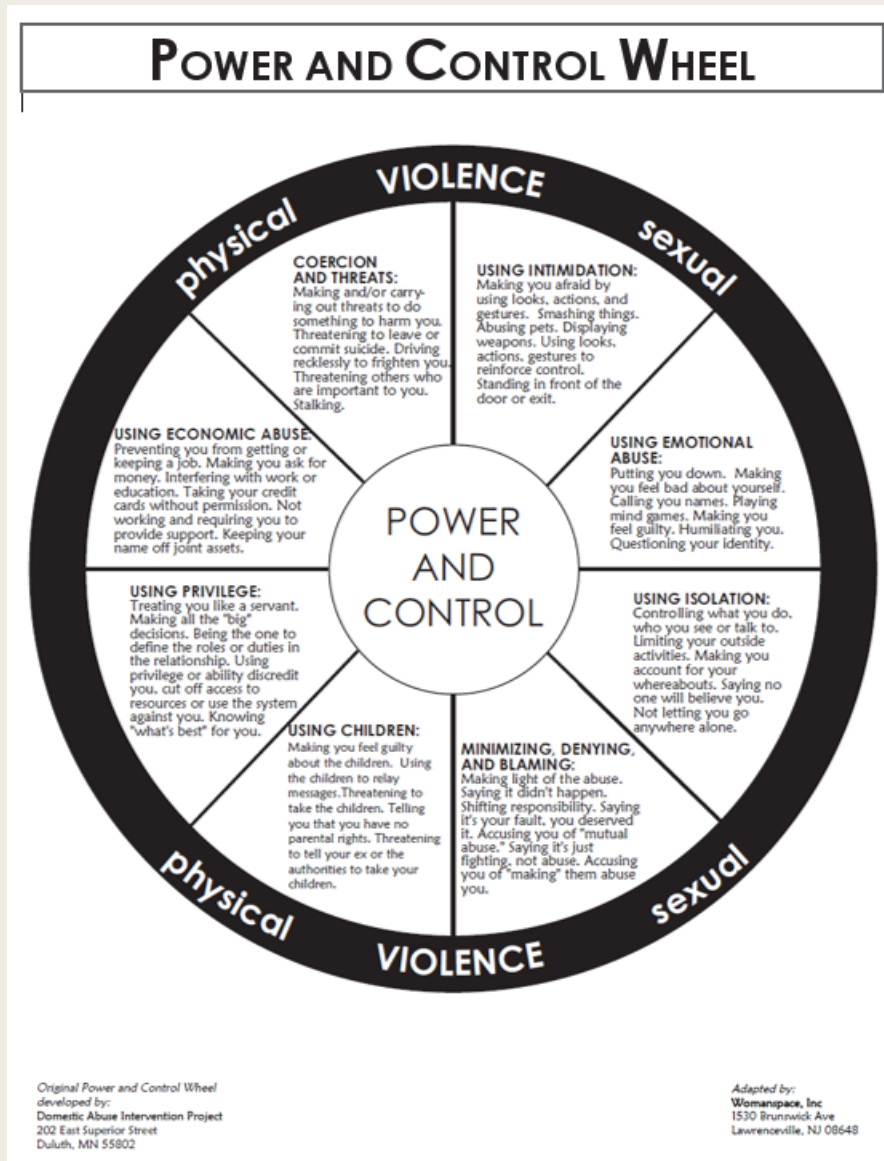 POWER AND CONTROL WHEEL
physical VIOLENCE sexual
COERCION
AND THREATS:
Making and/or carry-
ing out threats to do
something to harm you.
Threatening to leave or
commit suicide. Driving
recklessly to frighten you.
Threatening others who
are important to you.
Stalking.
USING INTIMIDATION:
Making you afraid by
using looks, actions, and
gestures. Smashing things.
Abusing pets. Displaying
weapons. Using looks,
actions, gestures to
reinforce control.
Standing in front of the
door or exit.
USING ECONOMIC ABUSE:
Preventing you from getting or
keeping a job. Making you ask for
money. Interfering with work or
education. Taking your credit
cards without permission. Not
working and requiring you to
provide support. Keeping your
name off joint assets.
USING EMOTIONAL
ABUSE:
Putting you down. Making
you feel bad about yourself.
Calling you names. Playing
mind games. Making you
feel guilty. Humiliating you.
Questioning your identity.
POWER
AND
CONTROL
USING PRIVILEGE:
Treating you like a servant.
Making all the "big"
decisions. Being the one to
define the roles or duties in
the relationship. Using
privilege or ability discredit
you, cut off access to
resources or use the system
against you. Knowing
"what's best" for you.
USING ISOLATION:
Controlling what you do,
who you see or talk to.
Limiting your outside
activities. Making you
account for your
whereabouts. Saying no
one will believe you.
Not letting you go
anywhere alone.
USING CHILDREN:
Making you feel guilty
about the children. Using
the children to relay
messages.Threatening to
take the children. Telling
you that you have no
parental rights. Threatening
to tell your ex or the
authorities to take your
children.
MINIMIZING, DENYING,
AND BLAMING:
Making light of the abuse.
Saying it didn't happen.
Shifting responsibility. Saying
it's your fault, you deserved
it. Accusing you of "mutual
abuse." Saying it's just
fighting, not abuse. Accusing
you of "making" them abuse
you.
physical VIOLENCE sexual
Original Power and Control Wheel
developed by:
Domestic Abuse Intervention Project
202 East Superior Street
Duluth, MN 55802
Adapted by:
Womanspace, Inc
1530 Brunswick Ave
Lawrenceville, NJ 08648